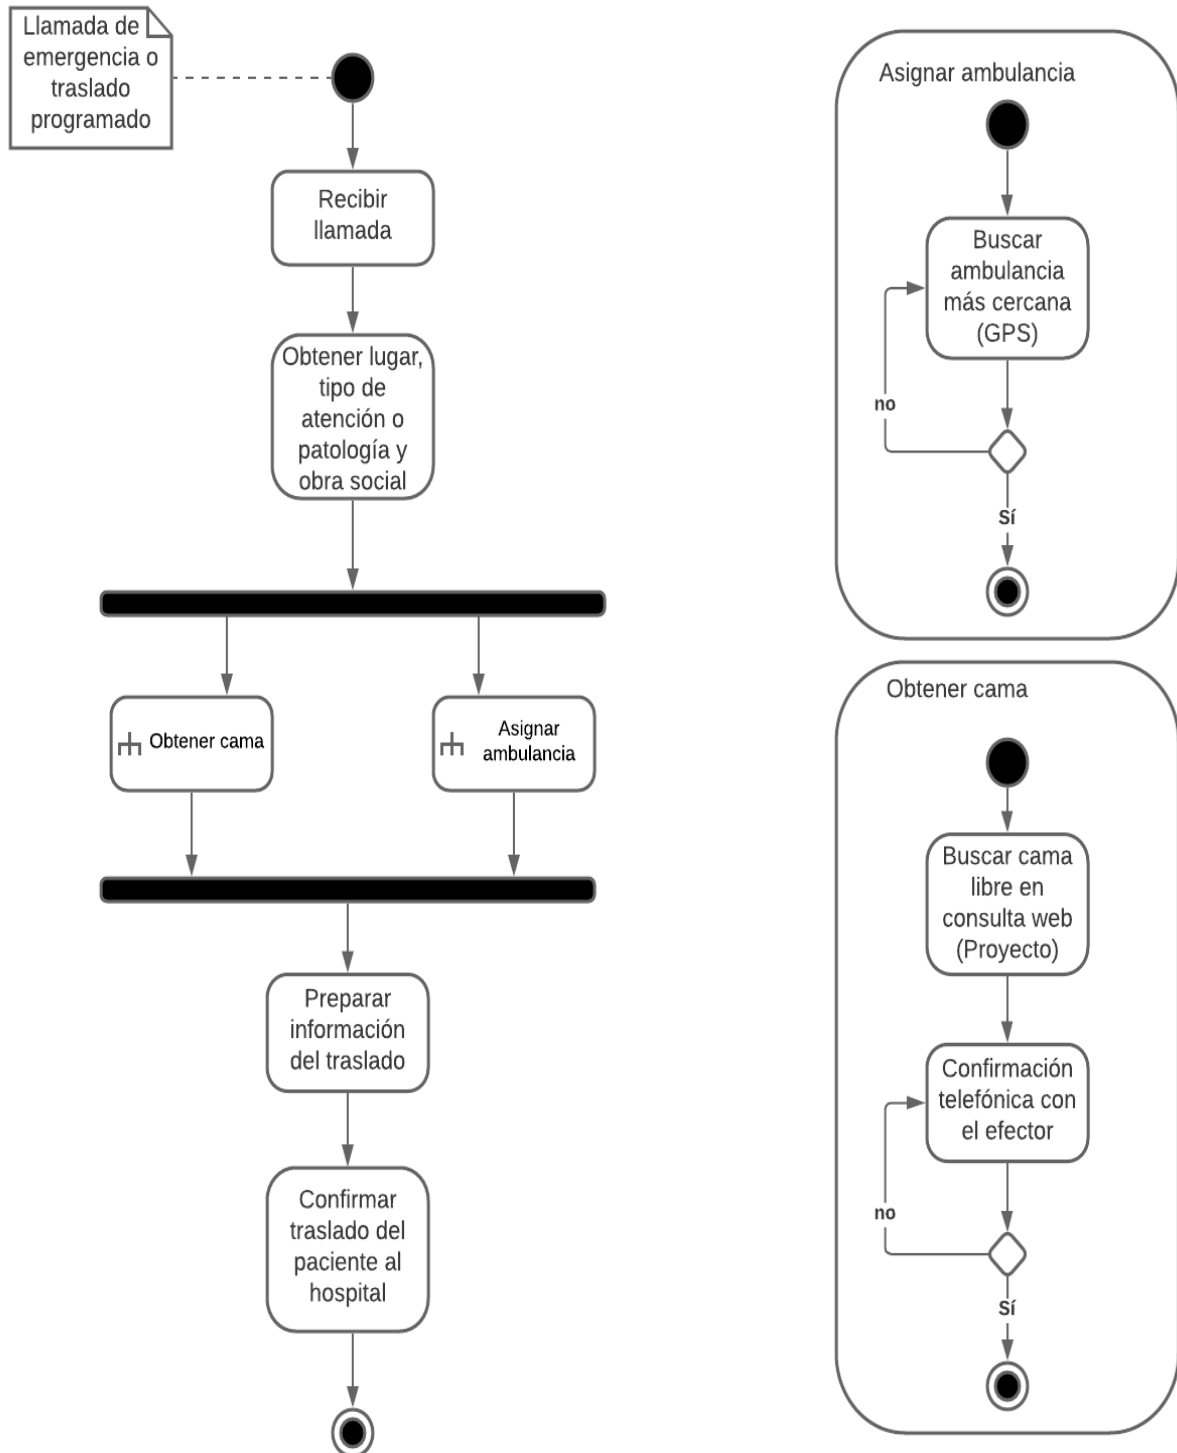 Llamada de
emergencia o
traslado
programado
Recibir
llamada
Obtener lugar,
tipo de
atención o
patología y
obra social
Obtener cama
Asignar
ambulancia
Preparar
información
del traslado
Confirmar
traslado del
paciente al
hospital
Asignar ambulancia
Buscar
ambulancia
más cercana
(GPS)
no
Sí
Obtener cama
Buscar cama
libre en
consulta web
(Proyecto)
Confirmación
telefónica con
el efector
no
Sí